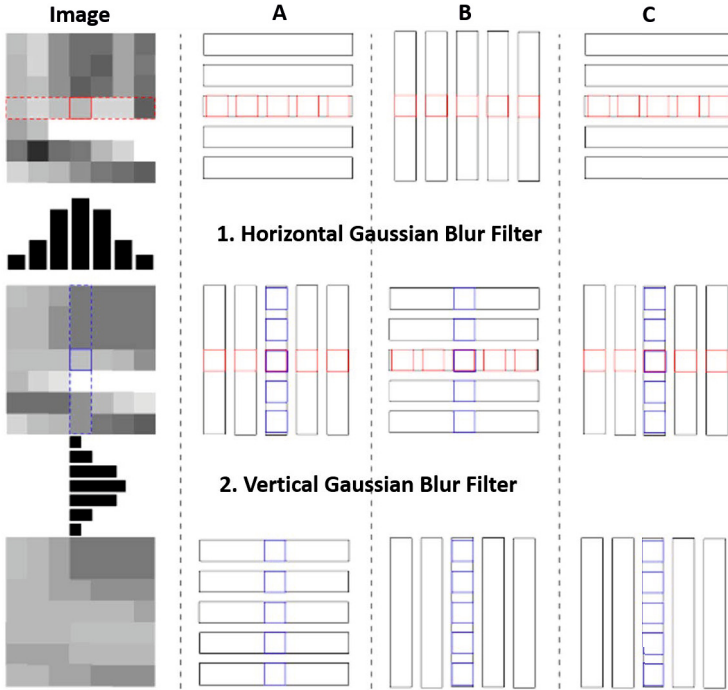 Image A B C
1. Horizontal Gaussian Blur Filter
2. Vertical Gaussian Blur Filter